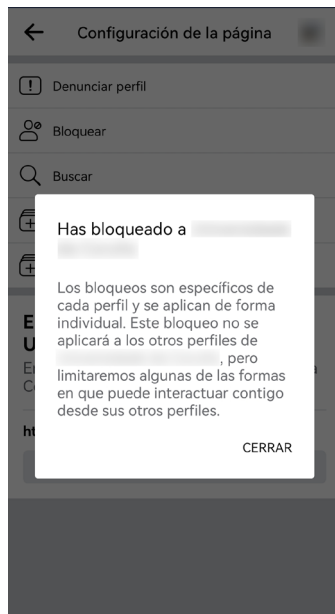 Configuración de la página
Denunciar perfil
Bloquear
Buscar
Has bloqueado a
Los bloqueos son específicos de
cada perfil y se aplican de forma
individual. Este bloqueo no se
aplicará a los otros perfiles de
, pero
limitaremos algunas de las formas
en que puede interactuar contigo
desde sus otros perfiles.
CERRAR